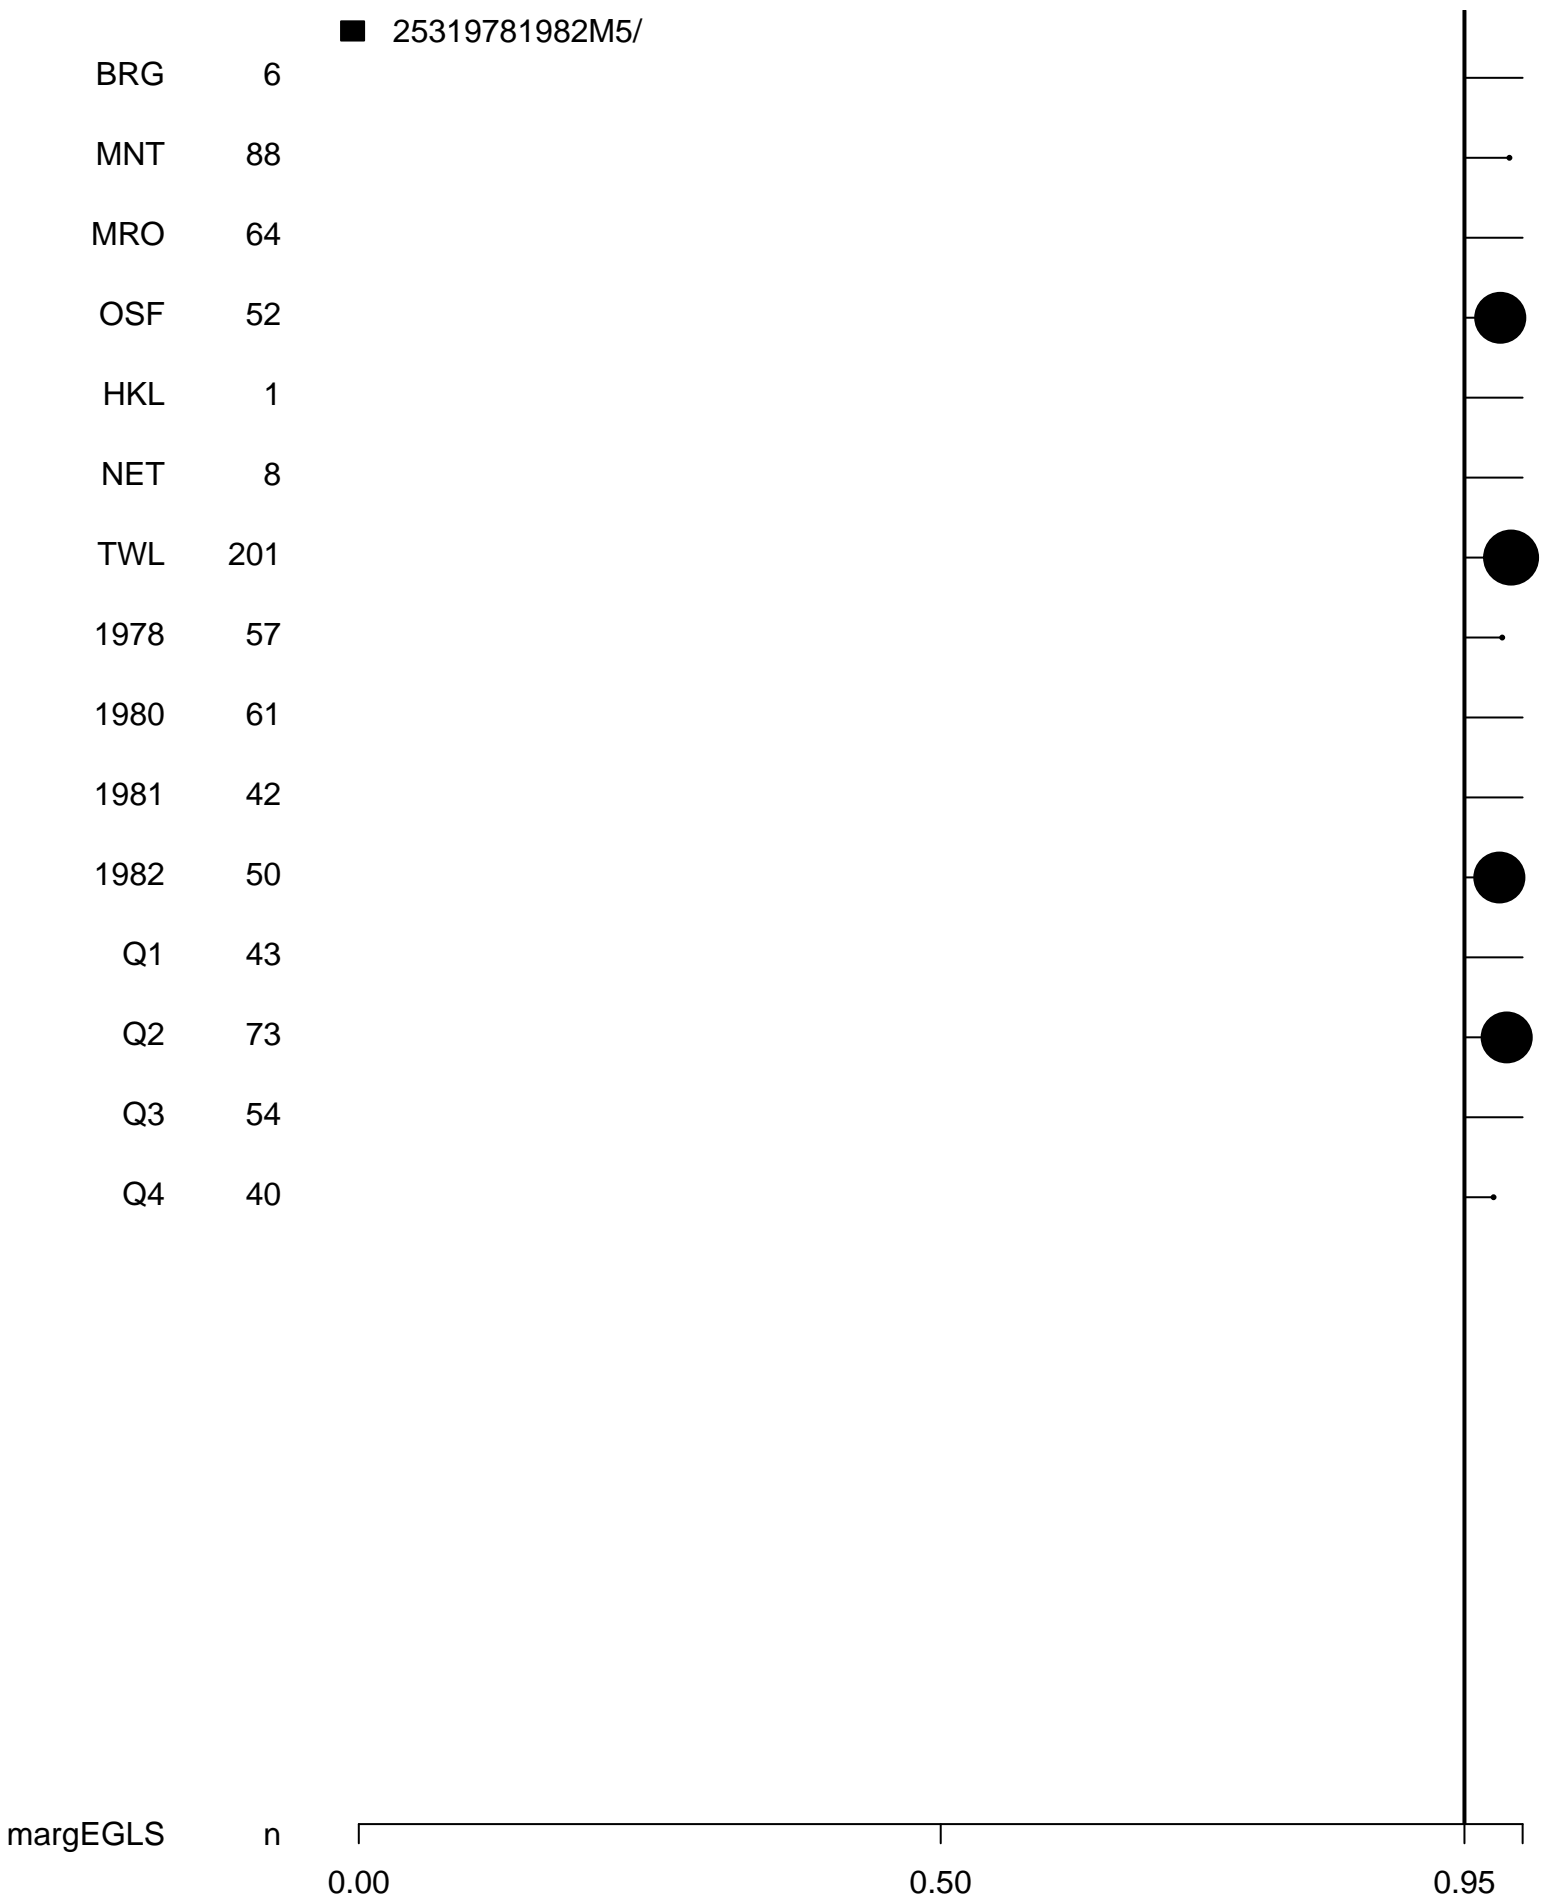 25319781982M5/
BRG 6
MNT 88
MRO 64
OSF 52
HKL 1
NET 8
TWL 201
1978 57
1980 61
1981 42
1982 50
Q1 43
Q2 73
Q3 54
Q4 40
margEGLS n
0.00 0.50 0.95